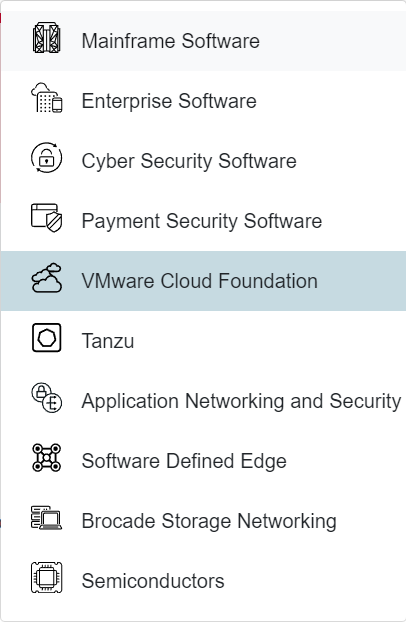 Mainframe Software
Enterprise Software
Cyber Security Software
Payment Security Software
VMware Cloud Foundation
Tanzu
Application Networking and Security
Software Defined Edge
Brocade Storage Networking
Semiconductors